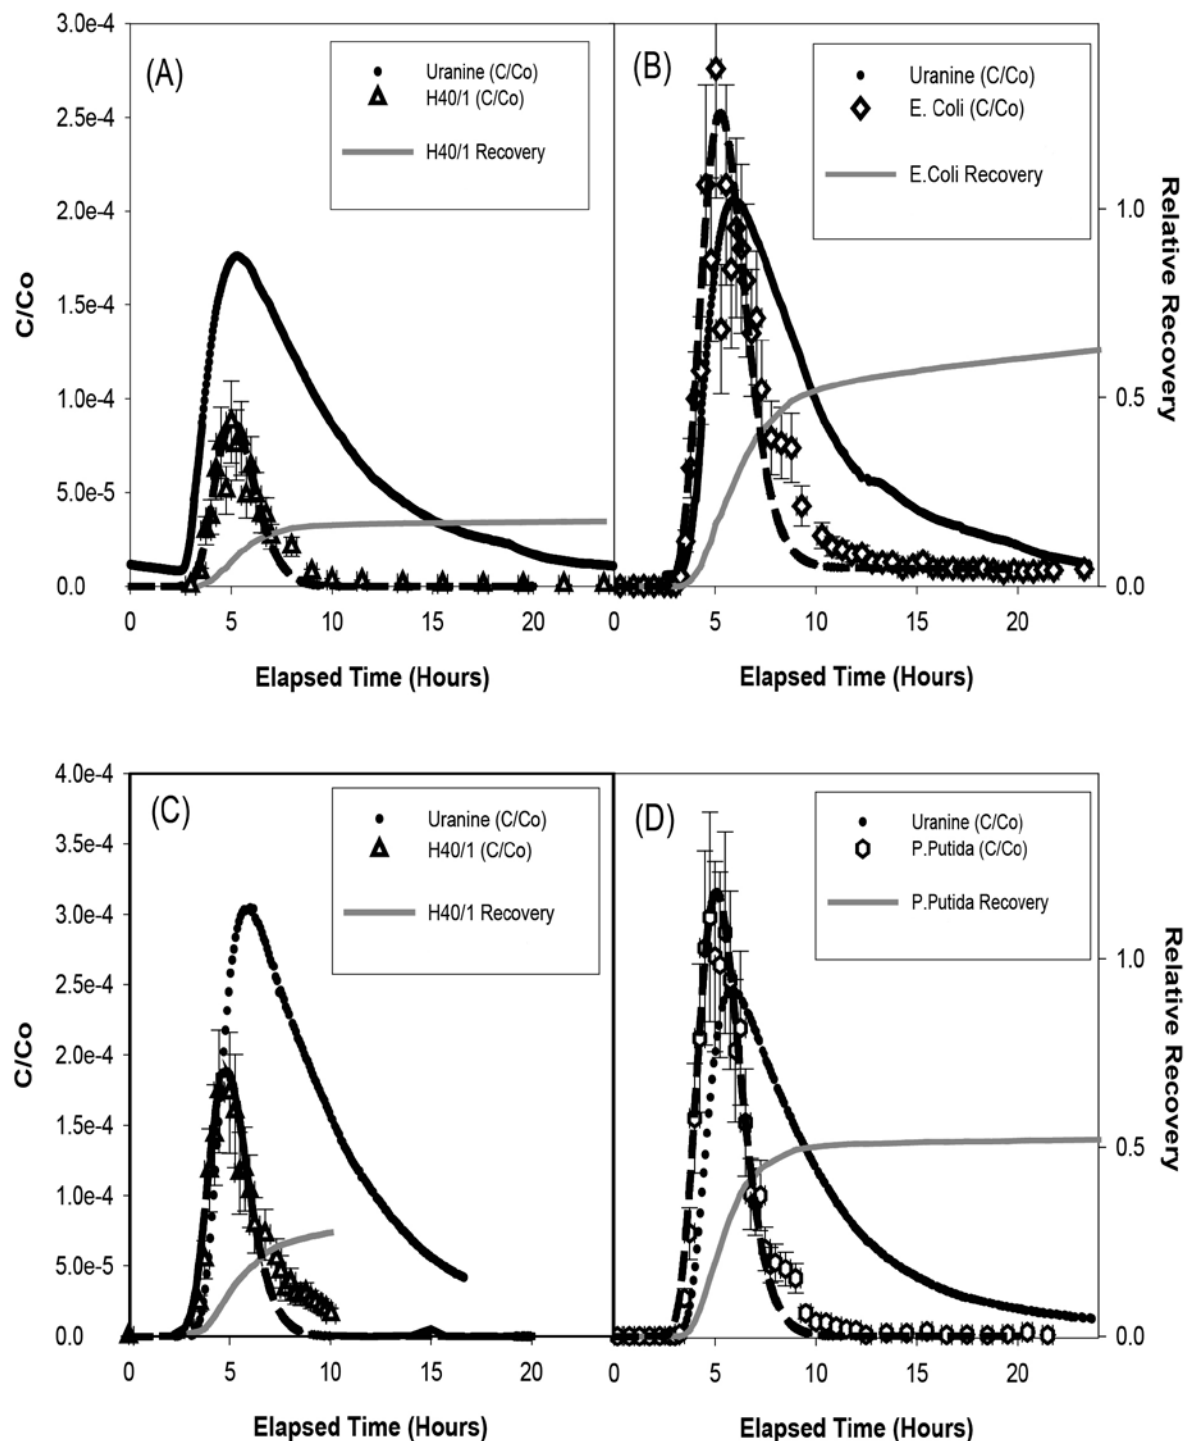 (A)
Uranine (C/Co)
H40/1 (C/Co)
H40/1 Recovery
3.0e-4
2.5e-4
2.0e-4
1.5e-4
1.0e-4
5.0e-5
0.0
C/Co
0 5 10 15 20
Elapsed Time (Hours)
(B)
Uranine (C/Co)
E. Coli (C/Co)
E.Coli Recovery
1.0
0.5
0.0
Relative Recovery
0 5 10 15 20
Elapsed Time (Hours)
(C)
Uranine (C/Co)
H40/1 (C/Co)
H40/1 Recovery
4.0e-4
3.5e-4
3.0e-4
2.5e-4
2.0e-4
1.5e-4
1.0e-4
5.0e-5
0.0
C/Co
0 5 10 15 20
Elapsed Time (Hours)
(D)
Uranine (C/Co)
P.Putida (C/Co)
P.Putida Recovery
1.0
0.5
0.0
Relative Recovery
0 5 10 15 20
Elapsed Time (Hours)